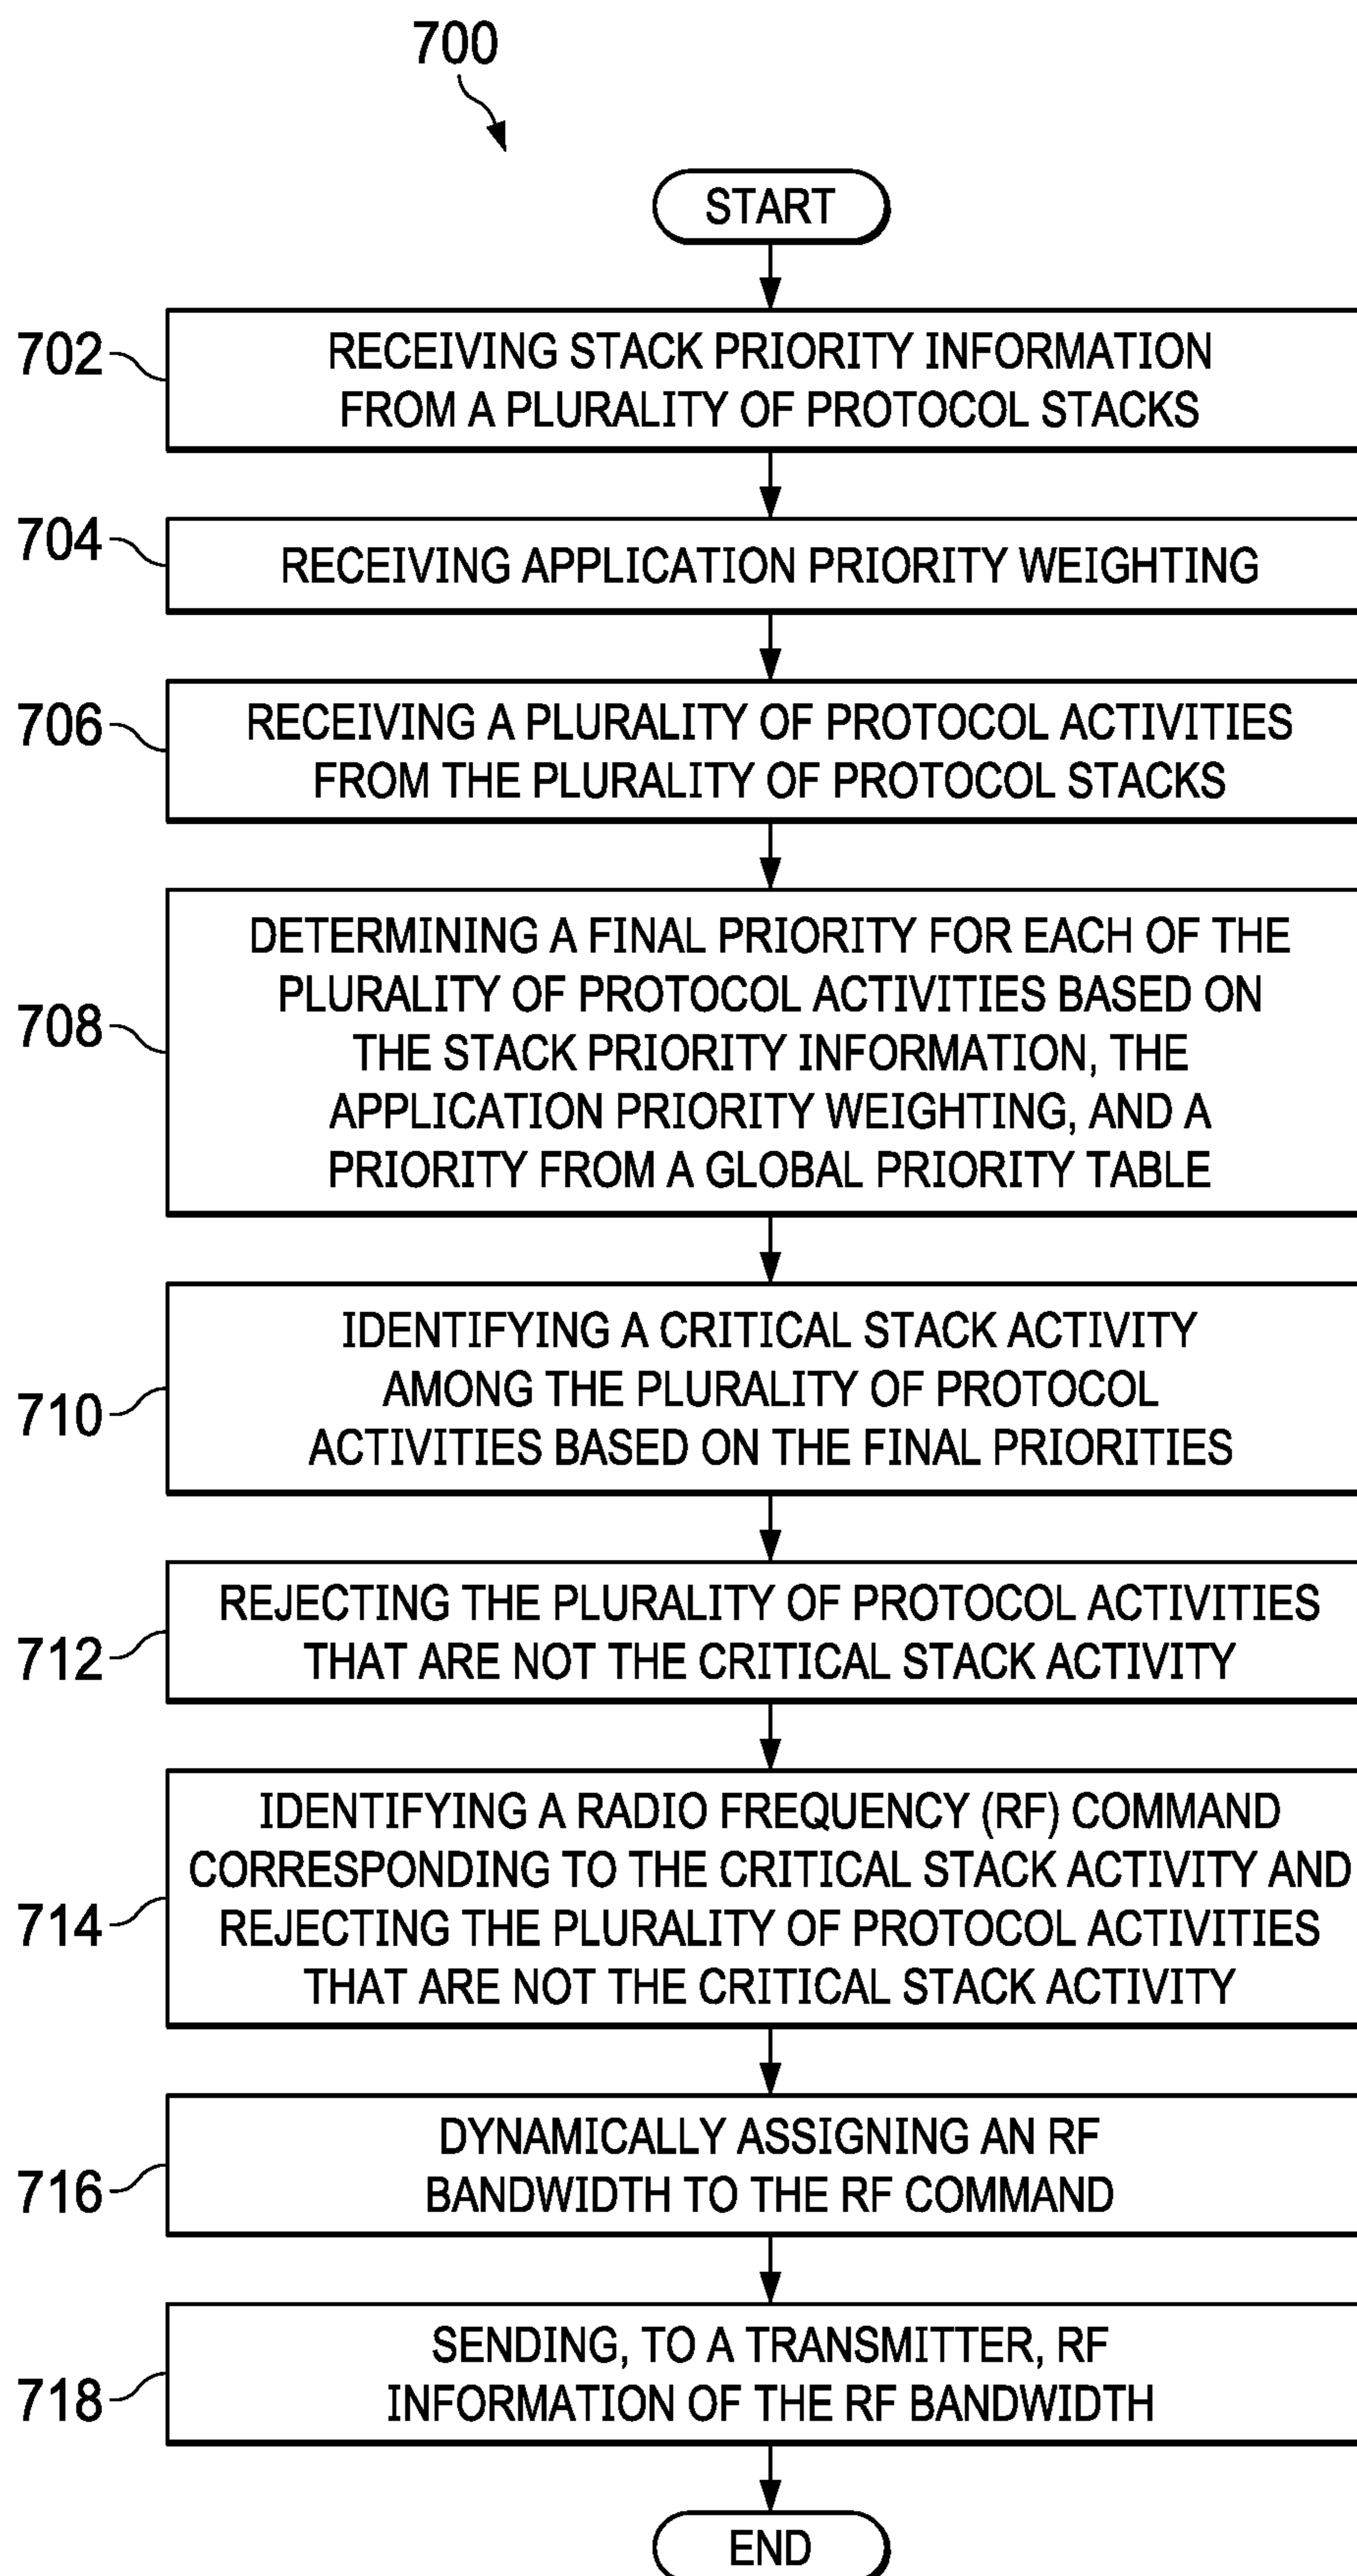 700
START
702
RECEIVING STACK PRIORITY INFORMATION
FROM A PLURALITY OF PROTOCOL STACKS
704
RECEIVING APPLICATION PRIORITY WEIGHTING
706
RECEIVING A PLURALITY OF PROTOCOL ACTIVITIES
FROM THE PLURALITY OF PROTOCOL STACKS
708
DETERMINING A FINAL PRIORITY FOR EACH OF THE
PLURALITY OF PROTOCOL ACTIVITIES BASED ON
THE STACK PRIORITY INFORMATION, THE
APPLICATION PRIORITY WEIGHTING, AND A
PRIORITY FROM A GLOBAL PRIORITY TABLE
710
IDENTIFYING A CRITICAL STACK ACTIVITY
AMONG THE PLURALITY OF PROTOCOL
ACTIVITIES BASED ON THE FINAL PRIORITIES
712
REJECTING THE PLURALITY OF PROTOCOL ACTIVITIES
THAT ARE NOT THE CRITICAL STACK ACTIVITY
714
IDENTIFYING A RADIO FREQUENCY (RF) COMMAND
CORRESPONDING TO THE CRITICAL STACK ACTIVITY AND
REJECTING THE PLURALITY OF PROTOCOL ACTIVITIES
THAT ARE NOT THE CRITICAL STACK ACTIVITY
716
DYNAMICALLY ASSIGNING AN RF
BANDWIDTH TO THE RF COMMAND
718
SENDING, TO A TRANSMITTER, RF
INFORMATION OF THE RF BANDWIDTH
END